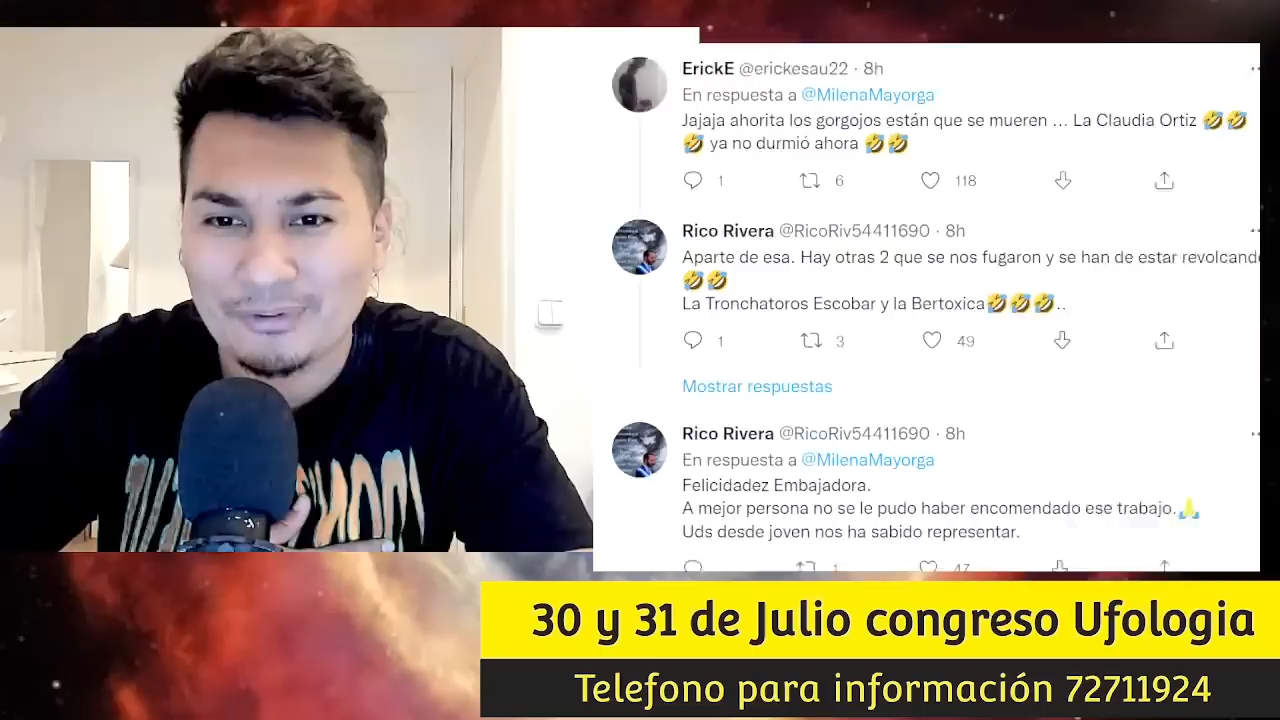 ErickE @erickesau22 · 8h
En respuesta a @MilenaMayorga
Jajaja ahorita los gorgojos están que se mueren ... La Claudia Ortiz 🤣🤣
🤣 ya no durmió ahora 🤣🤣
1 6 118
Rico Rivera @RicoRiv54411690 · 8h
Aparte de esa. Hay otras 2 que se nos fugaron y se han de estar revolcand
🤣🤣
La Tronchatoros Escobar y la Bertoxica🤣🤣🤣..
1 3 49
Mostrar respuestas
Rico Rivera @RicoRiv54411690 · 8h
En respuesta a @MilenaMayorga
Felicidadez Embajadora.
A mejor persona no se le pudo haber encomendado ese trabajo.🙏
Uds desde joven nos ha sabido representar.
1 47
30 y 31 de Julio congreso Ufologia
Telefono para información 72711924